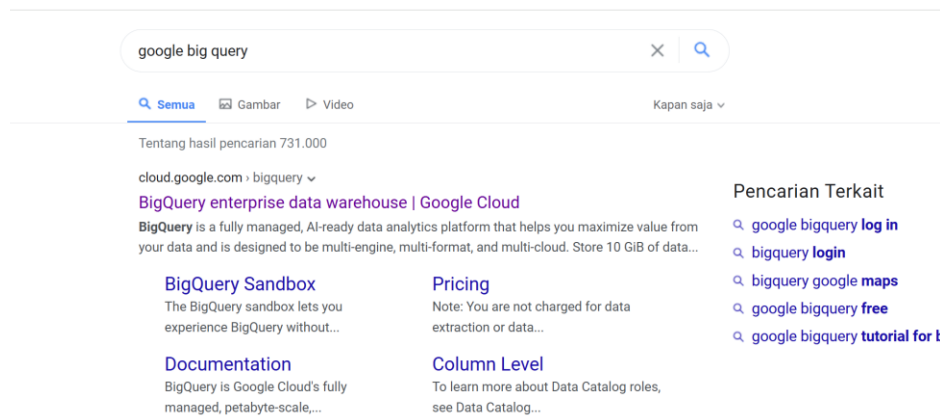 google big query
Semua Gambar Video Kapan saja
Tentang hasil pencarian 731.000
cloud.google.com › bigquery
BigQuery enterprise data warehouse | Google Cloud
BigQuery is a fully managed, AI-ready data analytics platform that helps you maximize value from
your data and is designed to be multi-engine, multi-format, and multi-cloud. Store 10 GiB of data...
BigQuery Sandbox
The BigQuery sandbox lets you
experience BigQuery without...
Pricing
Note: You are not charged for data
extraction or data...
Documentation
BigQuery is Google Cloud's fully
managed, petabyte-scale,...
Column Level
To learn more about Data Catalog roles,
see Data Catalog...
Pencarian Terkait
google bigquery log in
bigquery login
bigquery google maps
google bigquery free
google bigquery tutorial for